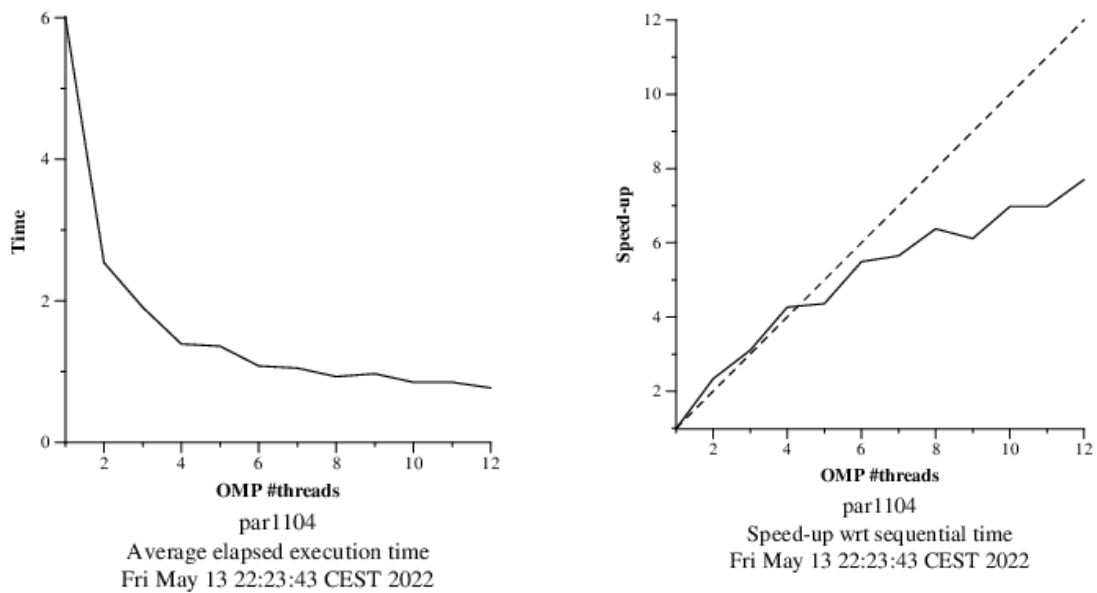 6
4
2
0
Time
2
4
6
8
10
12
OMP #threads
par1104
Average elapsed execution time
Fri May 13 22:23:43 CEST 2022
12
10
8
6
4
2
Speed-up
2
4
6
8
10
12
OMP #threads
par1104
Speed-up wrt sequential time
Fri May 13 22:23:43 CEST 2022